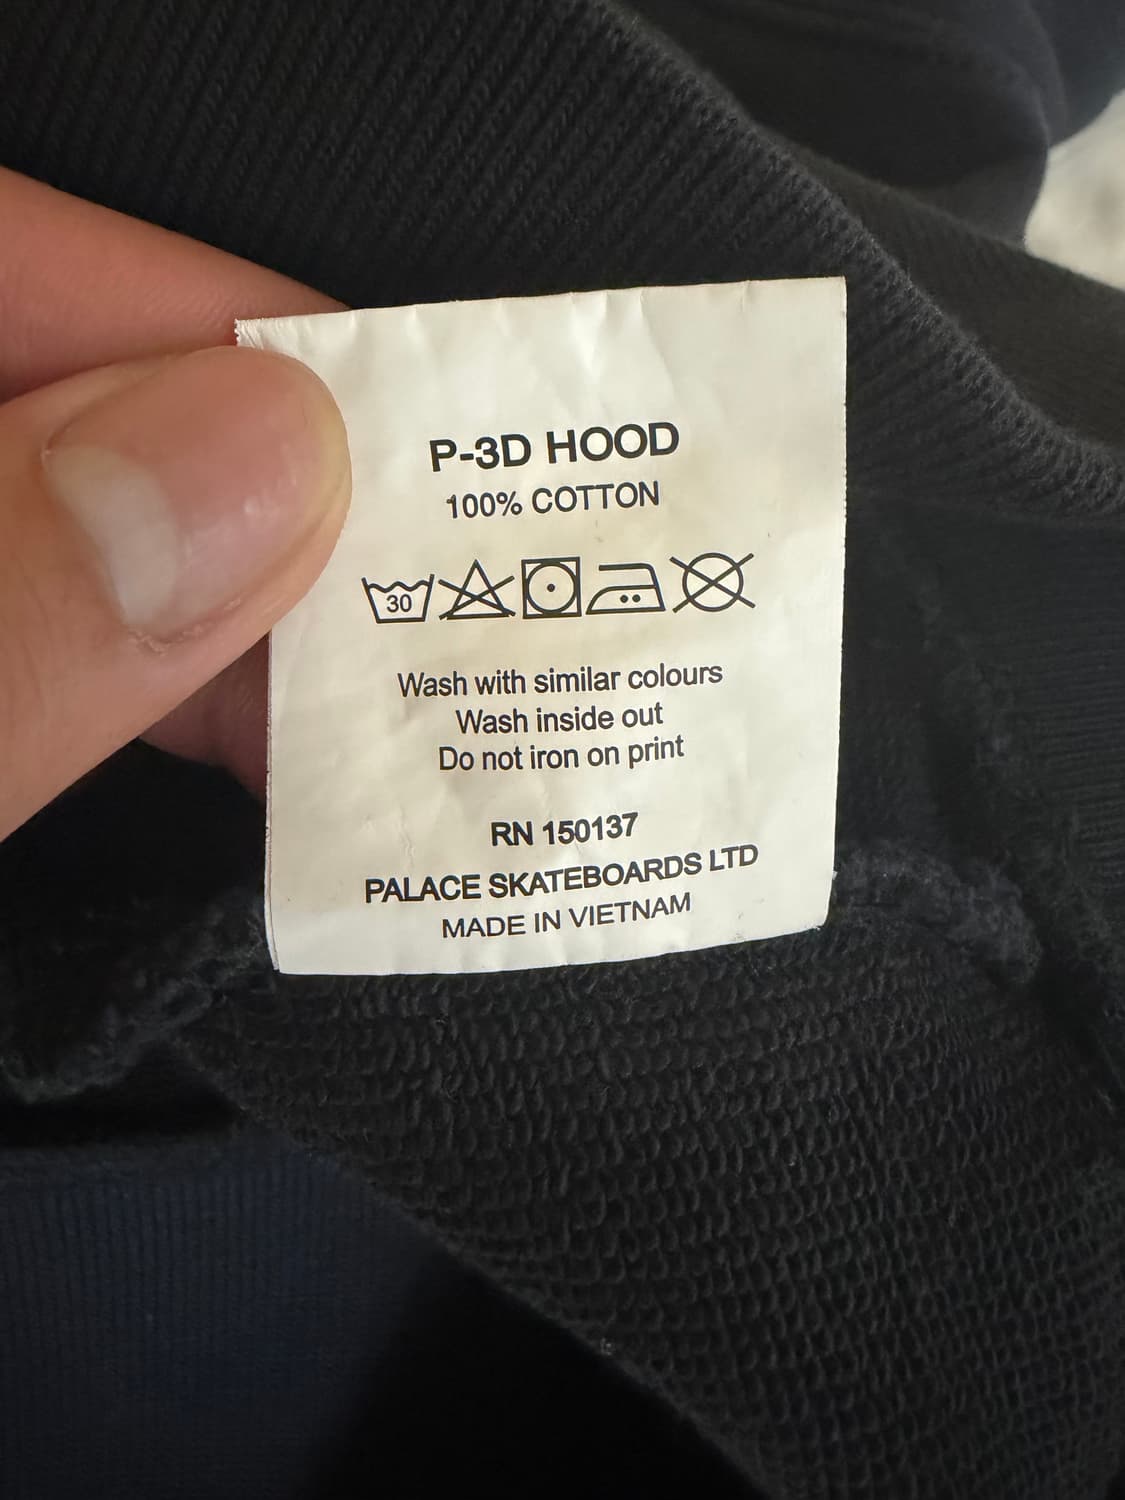 P-3D HOOD
100% COTTON
30
Wash with similar colours
Wash inside out
Do not iron on print
RN 150137
PALACE SKATEBOARDS LTD
MADE IN VIETNAM